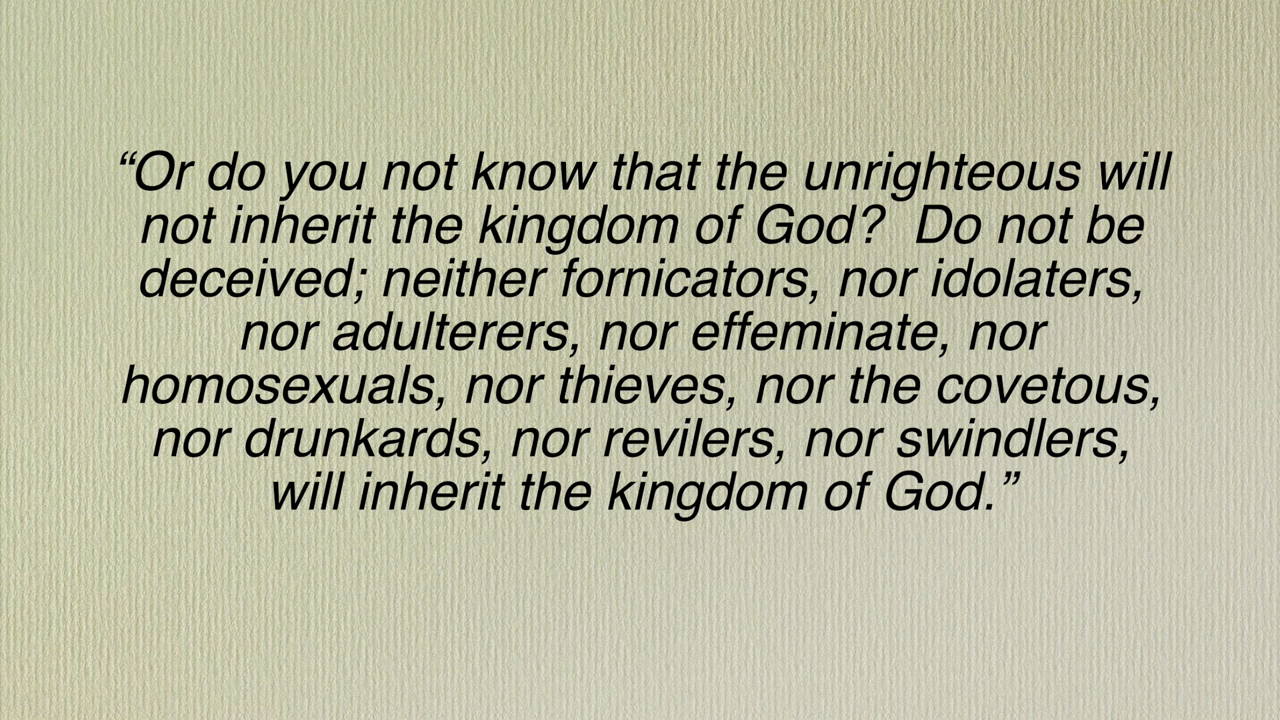 “Or do you not know that the unrighteous will
not inherit the kingdom of God?  Do not be
deceived; neither fornicators, nor idolaters,
nor adulterers, nor effeminate, nor
homosexuals, nor thieves, nor the covetous,
nor drunkards, nor revilers, nor swindlers,
will inherit the kingdom of God.”